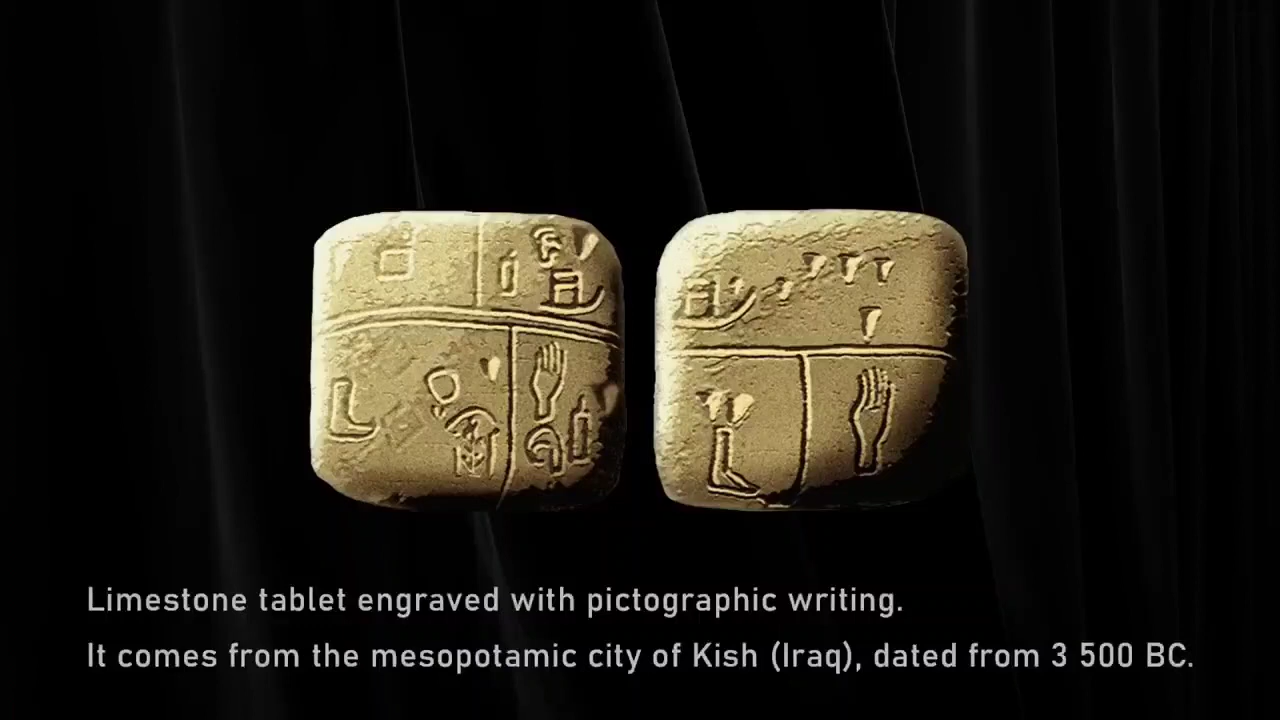 Limestone tablet engraved with pictographic writing.
It comes from the mesopotamic city of Kish (Iraq), dated from 3 500 BC.